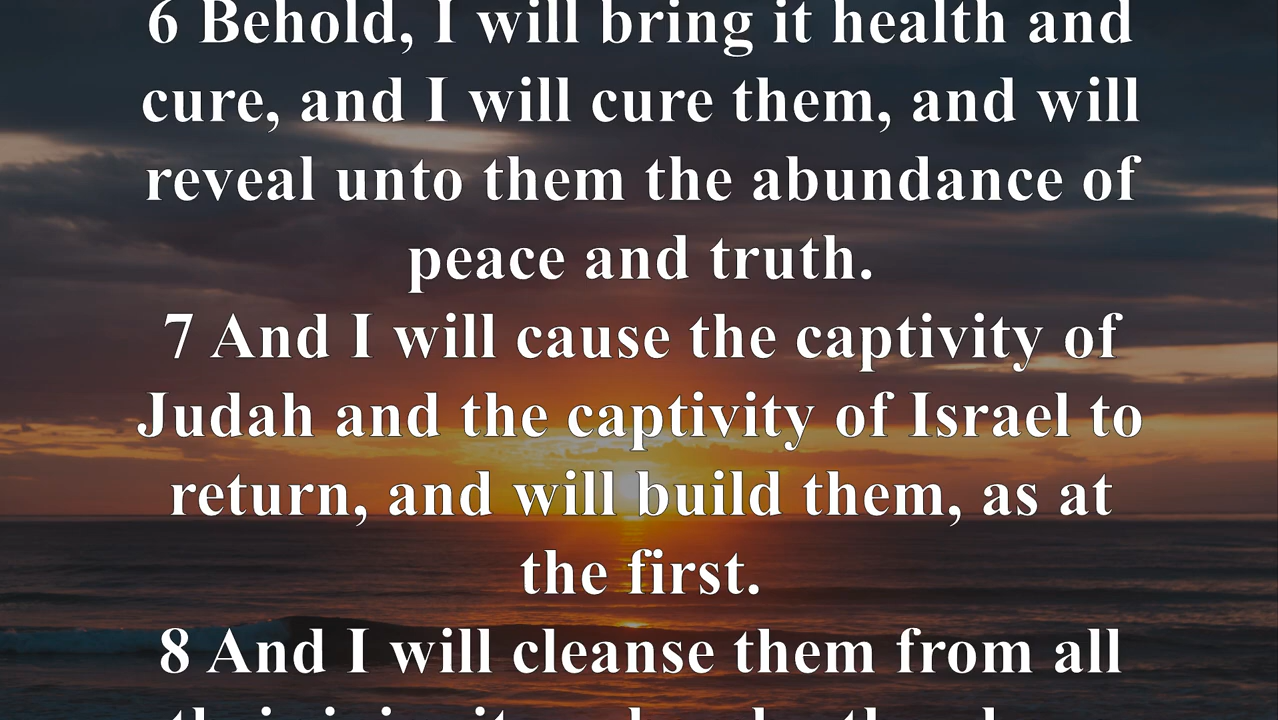 6 Behold, I will bring it health and
cure, and I will cure them, and will
reveal unto them the abundance of
peace and truth.
7 And I will cause the captivity of
Judah and the captivity of Israel to
return, and will build them, as at
the first.
8 And I will cleanse them from all